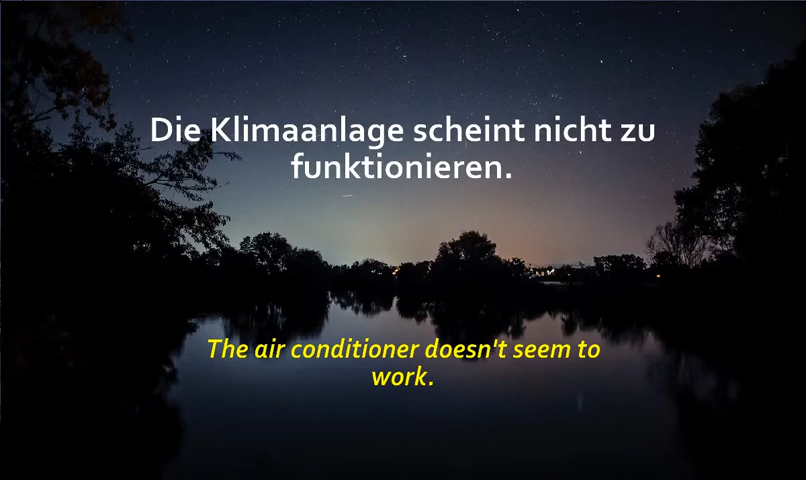 Die Klimaanlage scheint nicht zu
funktionieren.
The air conditioner doesn't seem to
work.